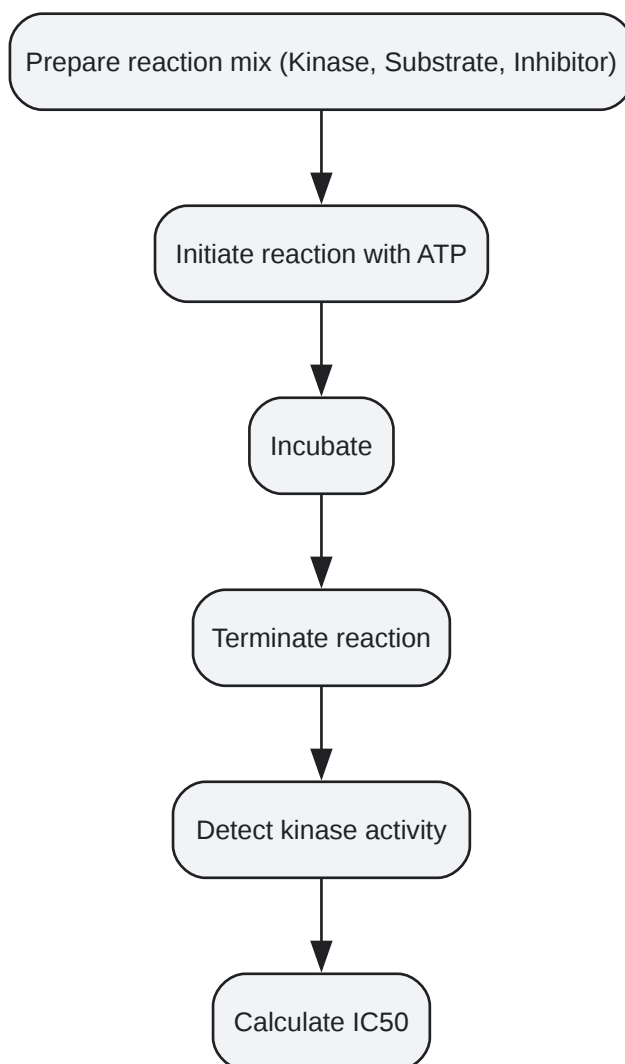 Prepare reaction mix (Kinase, Substrate, Inhibitor)
Initiate reaction with ATP
Incubate
Terminate reaction
Detect kinase activity
Calculate IC50